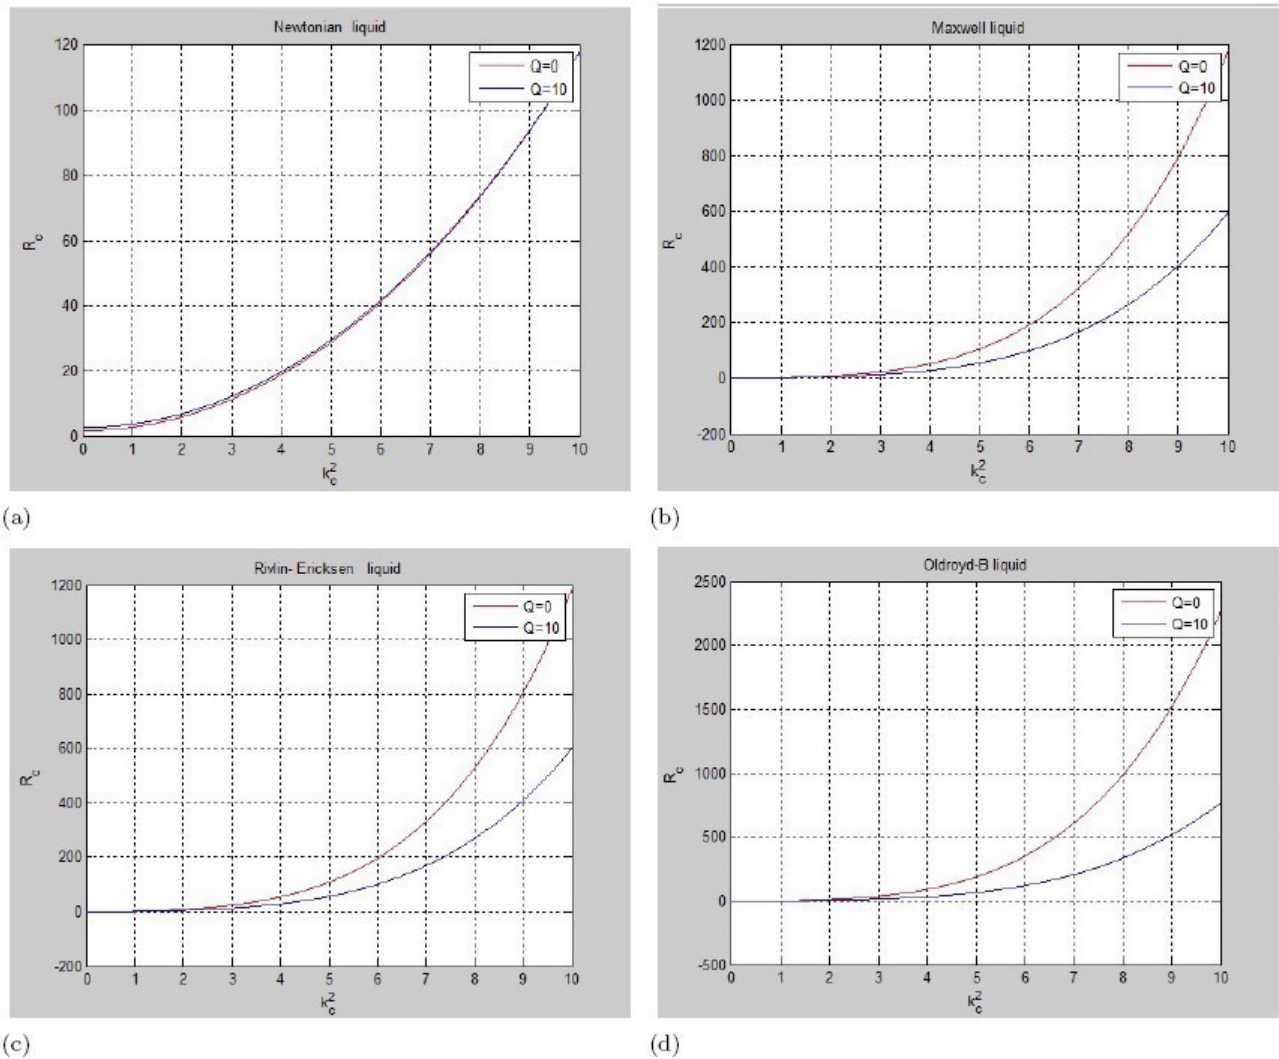 Newtonian liquid
120
100
80
60
40
20
0
R_c
0 1 2 3 4 5 6 7 8 9 10
k_c^2
Q=0
Q=10
(a)
Maxwell liquid
1200
1000
800
600
400
200
0
-200
R_c
0 1 2 3 4 5 6 7 8 9 10
k_c^2
Q=0
Q=10
(b)
Rivlin- Ericksen liquid
1200
1000
800
600
400
200
0
-200
R_c
0 1 2 3 4 5 6 7 8 9 10
k_c^2
Q=0
Q=10
(c)
Oldroyd-B liquid
2500
2000
1500
1000
500
0
-500
R_c
0 1 2 3 4 5 6 7 8 9 10
k_c^2
Q=0
Q=10
(d)